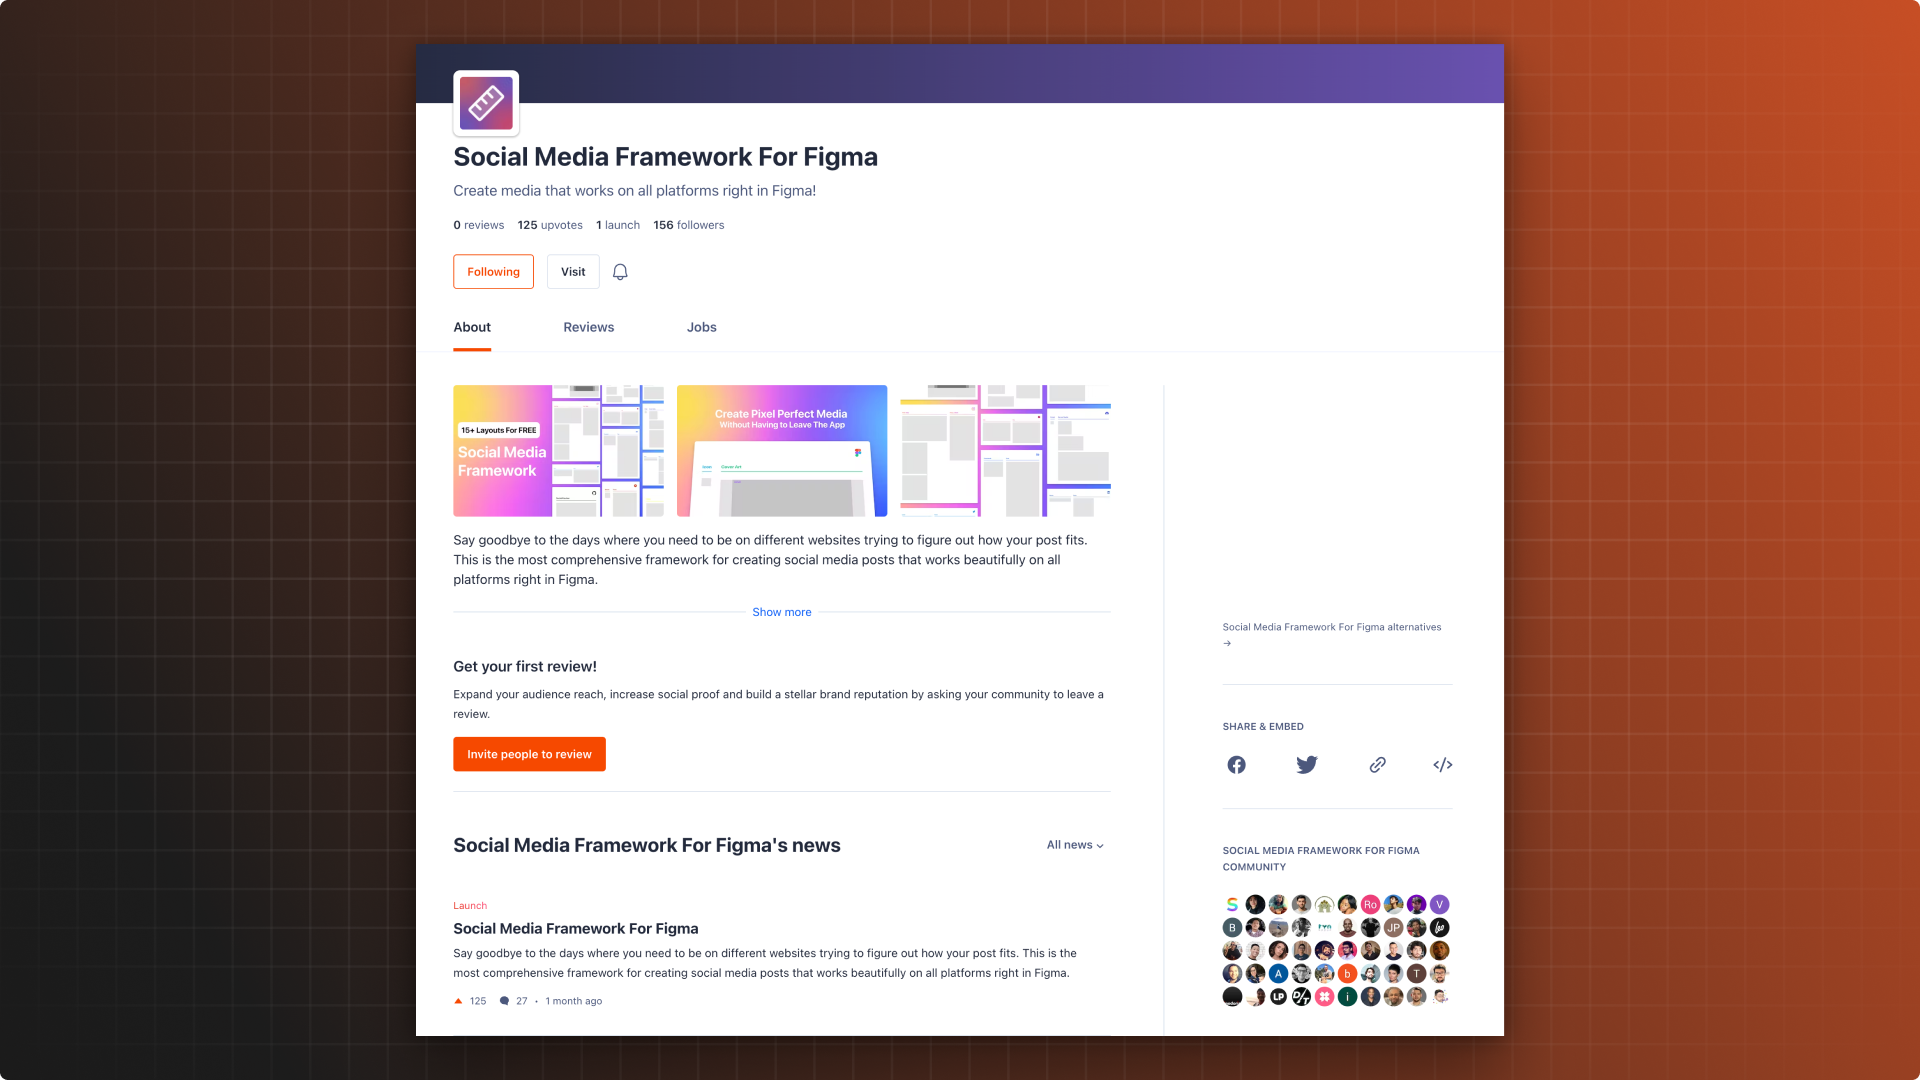 Social Media Framework For Figma
Create media that works on all platforms right in Figma!
0 reviews 125 upvotes 1 launch 156 followers
Following Visit
About Reviews Jobs
15+ Layouts For FREE
Social Media
Framework
Create Pixel Perfect Media
Without Having to Leave The App
Cover Art
Say goodbye to the days where you need to be on different websites trying to figure out how your post fits.
This is the most comprehensive framework for creating social media posts that works beautifully on all
platforms right in Figma.
Show more
Get your first review!
Expand your audience reach, increase social proof and build a stellar brand reputation by asking your community to leave a
review.
Invite people to review
Social Media Framework For Figma's news
All news
Launch
Social Media Framework For Figma
Say goodbye to the days where you need to be on different websites trying to figure out how your post fits. This is the
most comprehensive framework for creating social media posts that works beautifully on all platforms right in Figma.
125 27 • 1 month ago
Social Media Framework For Figma alternatives
→
SHARE & EMBED
SOCIAL MEDIA FRAMEWORK FOR FIGMA
COMMUNITY
S Ro V
B JP
A b T
LP D/T i